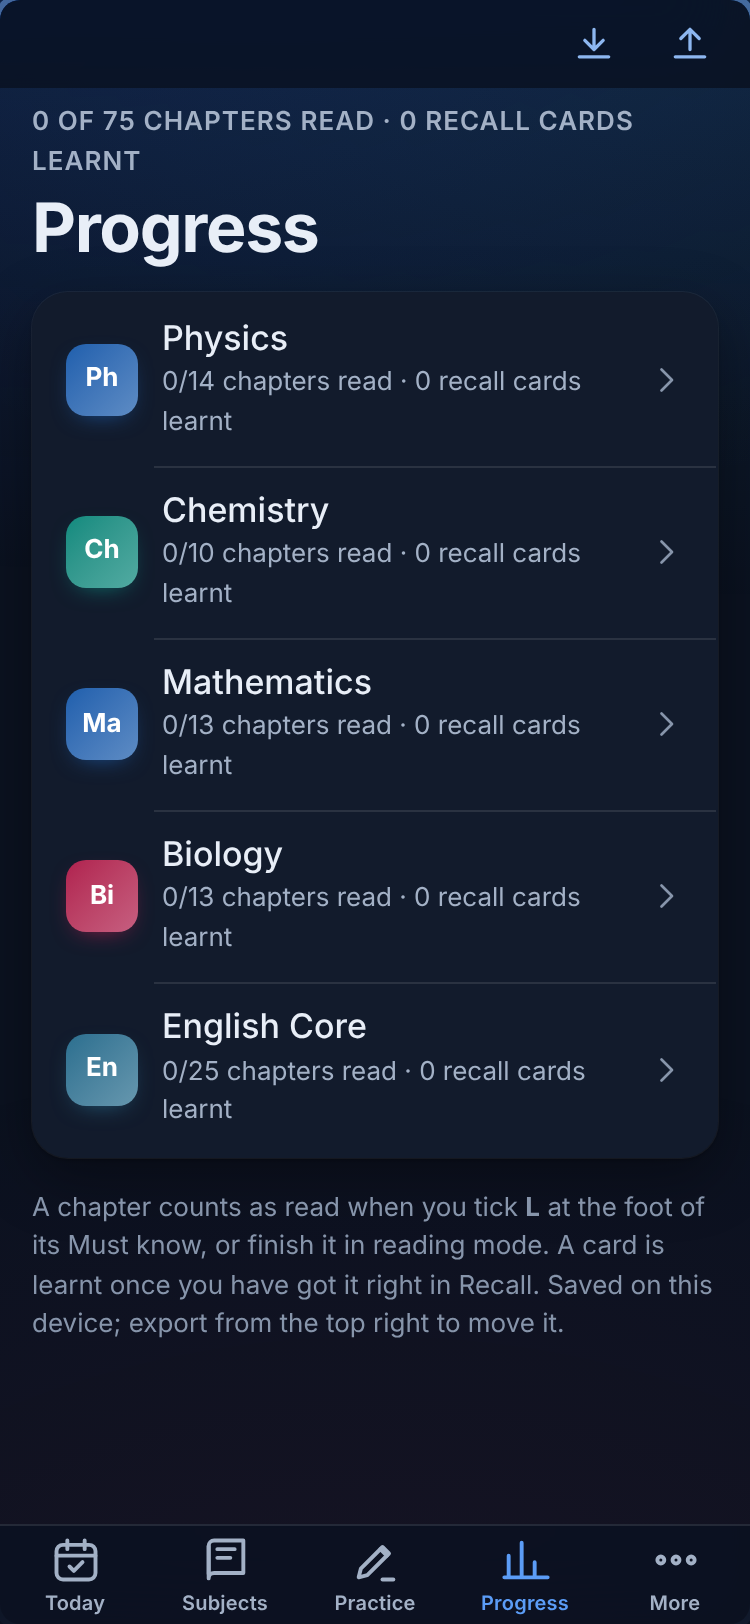 0 OF 75 CHAPTERS READ · 0 RECALL CARDS
LEARNT
Progress
Ph
Physics
0/14 chapters read · 0 recall cards
learnt
Ch
Chemistry
0/10 chapters read · 0 recall cards
learnt
Ma
Mathematics
0/13 chapters read · 0 recall cards
learnt
Bi
Biology
0/13 chapters read · 0 recall cards
learnt
En
English Core
0/25 chapters read · 0 recall cards
learnt
A chapter counts as read when you tick L at the foot of
its Must know, or finish it in reading mode. A card is
learnt once you have got it right in Recall. Saved on this
device; export from the top right to move it.
Today
Subjects
Practice
Progress
More